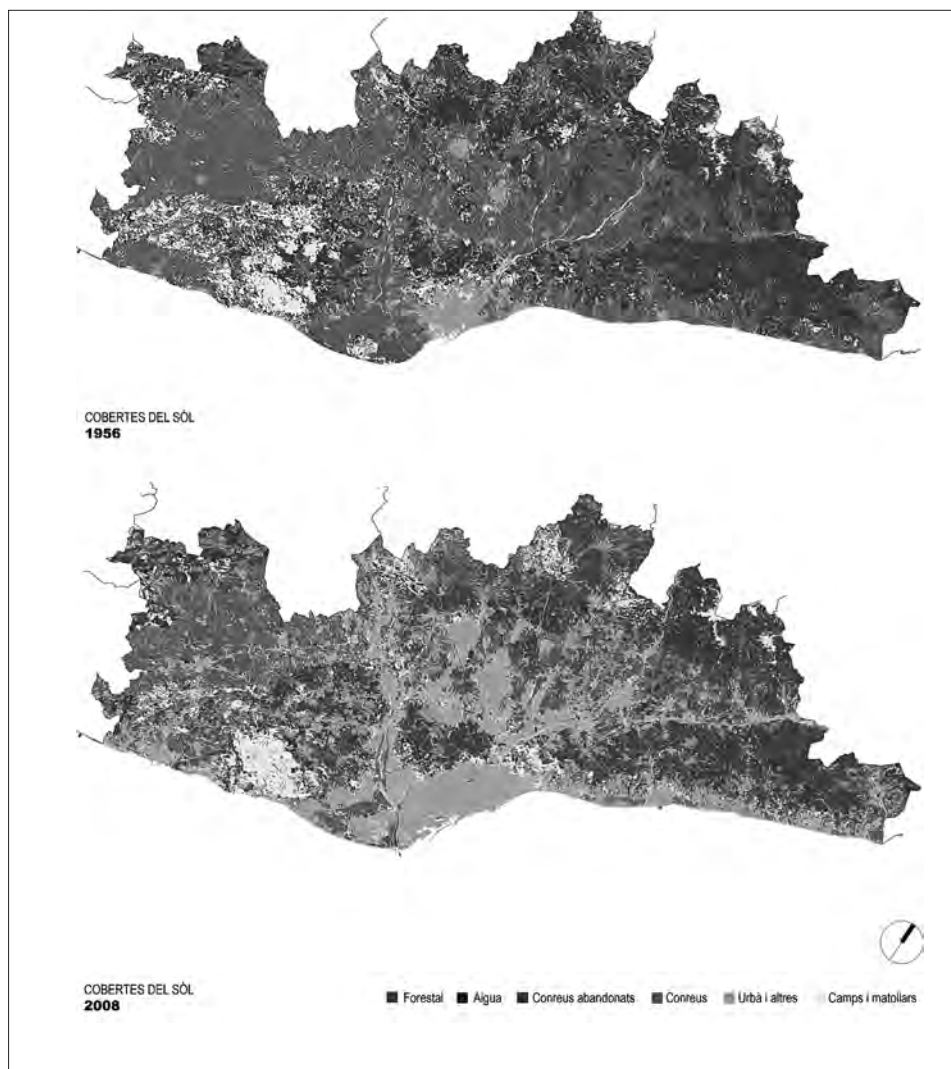 COBERTES DEL SÒL
1956
COBERTES DEL SÒL
2008
Forestal Aigua Conreus abandonats Conreus Urbà i altres Camps i matollars